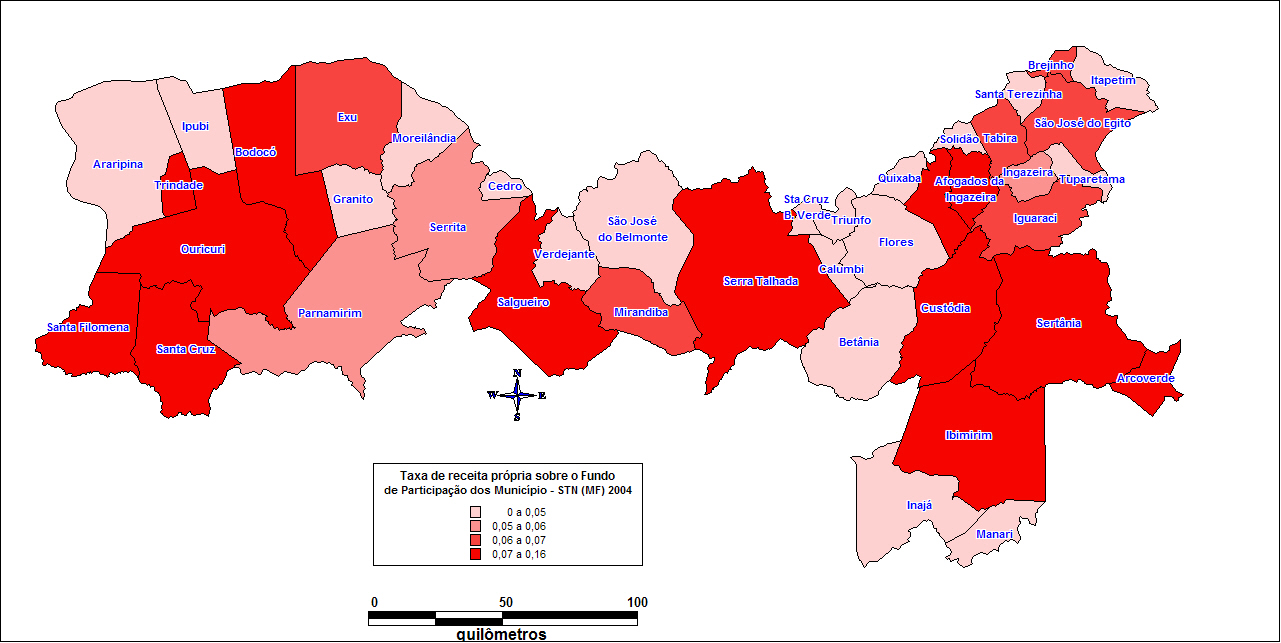 Brejinho
Itapetim
Santa Terezinha
Ipubi
Exu
São José do Egito
Moreilândia
Solidão
Tabira
Bodocó
Araripina
Ingazeira
Quixaba
Tuparetama
Trindade
Cedro
Afogados da
Ingazeira
Granito
Sta.Cruz
B. Verde
Triunfo
Iguaraci
Serrita
São José
do Belmonte
Flores
Ouricuri
Verdejante
Calumbi
Serra Talhada
Salgueiro
Custódia
Parnamirim
Mirandiba
Santa Filomena
Sertânia
Santa Cruz
Betânia
Arcoverde
N
W
E
S
Ibimirim
Inajá
Manari
Taxa de receita própria sobre o Fundo
de Participação dos Município - STN (MF) 2004
0 a 0,05
0,05 a 0,06
0,06 a 0,07
0,07 a 0,16
0 50 100
quilômetros